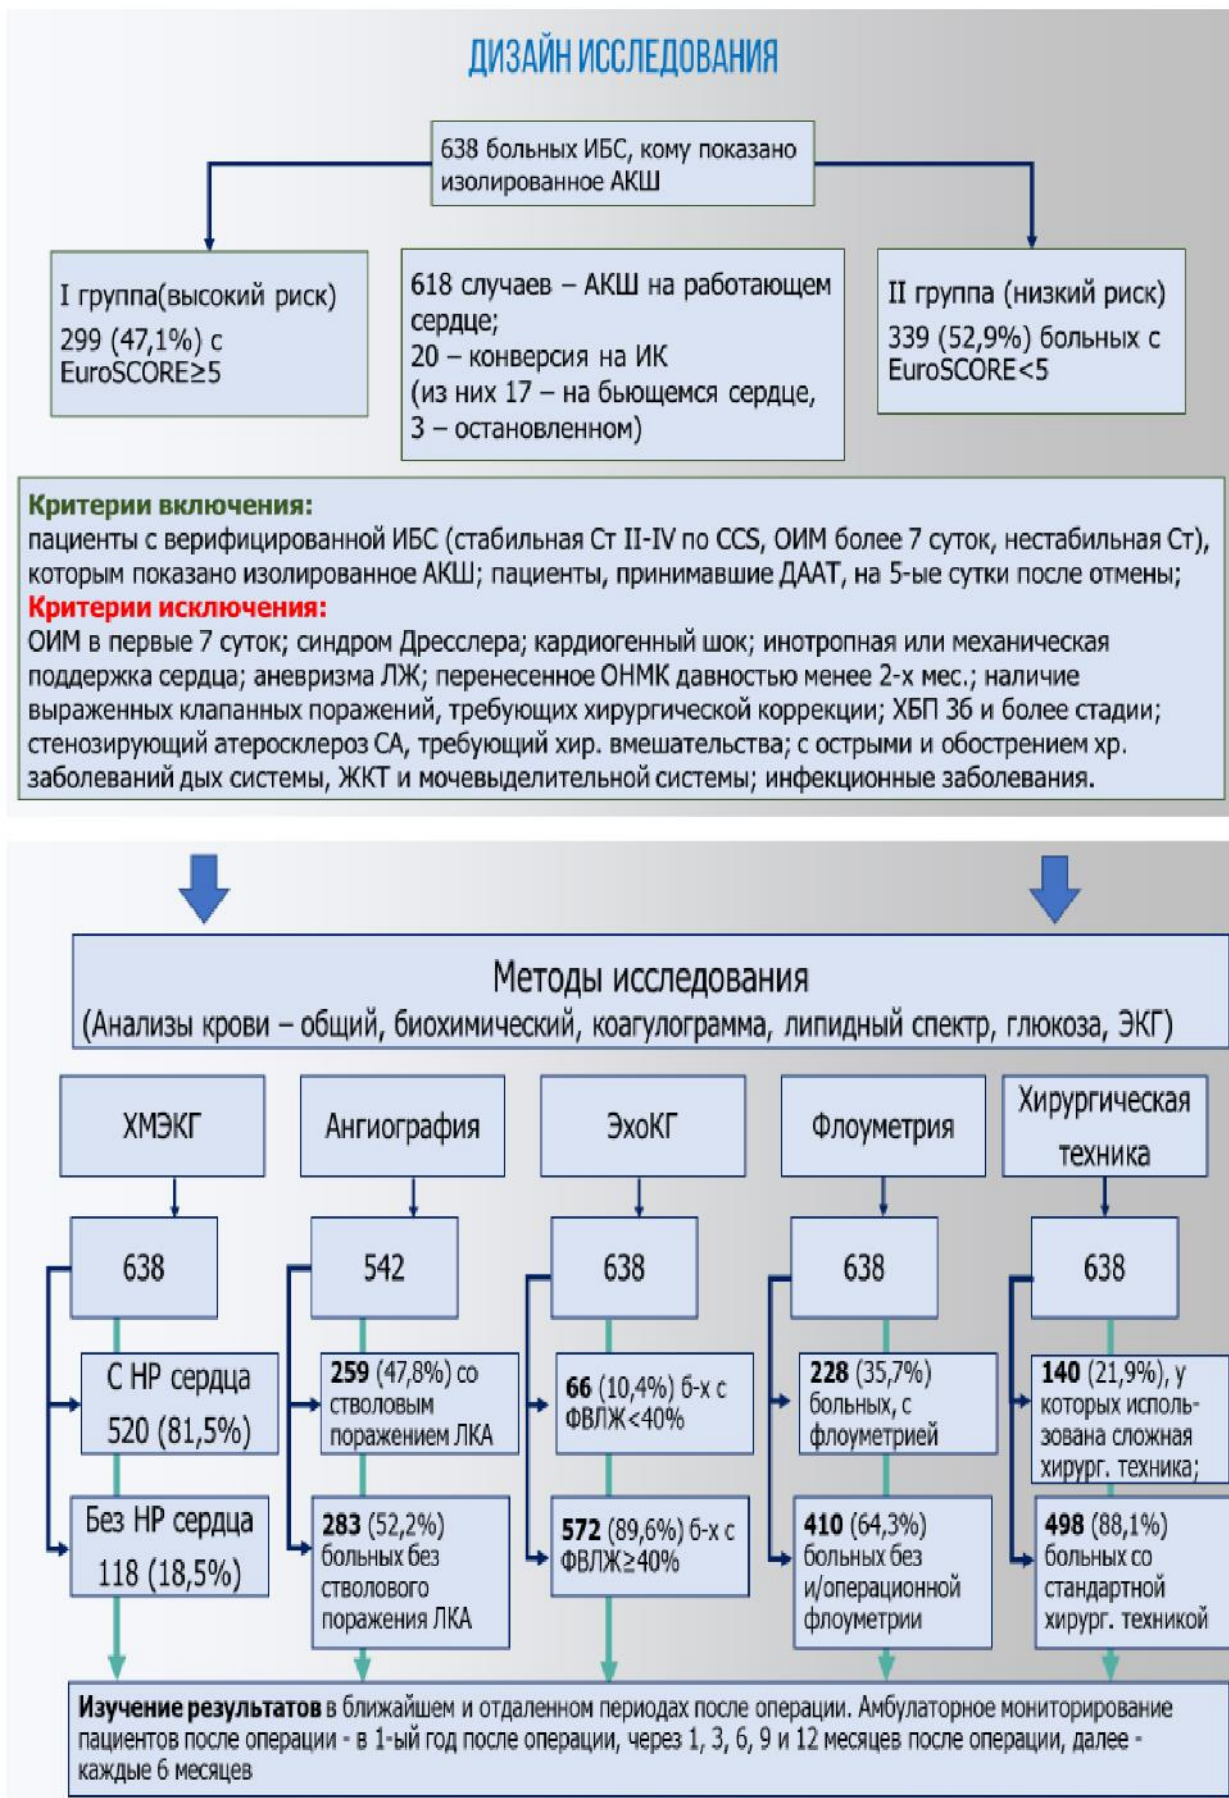 ДИЗАЙН ИССЛЕДОВАНИЯ
638 больных ИБС, кому показано
изолированное АКШ
I группа(высокий риск)
299 (47,1%) с
EuroSCORE≥5
618 случаев – АКШ на работающем
сердце;
20 – конверсия на ИК
(из них 17 – на бьющемся сердце,
3 – остановленном)
II группа (низкий риск)
339 (52,9%) больных с
EuroSCORE<5
Критерии включения:
пациенты с верифицированной ИБС (стабильная Ст II-IV по CCS, ОИМ более 7 суток, нестабильная Ст),
которым показано изолированное АКШ; пациенты, принимавшие ДААТ, на 5-ые сутки после отмены;
Критерии исключения:
ОИМ в первые 7 суток; синдром Дресслера; кардиогенный шок; инотропная или механическая
поддержка сердца; аневризма ЛЖ; перенесенное ОНМК давностью менее 2-х мес.; наличие
выраженных клапанных поражений, требующих хирургической коррекции; ХБП 3б и более стадии;
стенозирующий атеросклероз СА, требующий хир. вмешательства; с острыми и обострением хр.
заболеваний дых системы, ЖКТ и мочевыделительной системы; инфекционные заболевания.
Методы исследования
(Анализы крови – общий, биохимический, коагулограмма, липидный спектр, глюкоза, ЭКГ)
ХМЭКГ
Ангиография
ЭхоКГ
Флоуметрия
Хирургическая
техника
638
542
638
638
638
С НР сердца
520 (81,5%)
259 (47,8%) со
стволовым
поражением ЛКА
66 (10,4%) б-х с
ФВЛЖ<40%
228 (35,7%)
больных, с
флоуметрией
140 (21,9%), у
которых исполь-
зована сложная
хирург. техника;
Без НР сердца
118 (18,5%)
283 (52,2%)
больных без
стволового
поражения ЛКА
572 (89,6%) б-х с
ФВЛЖ≥40%
410 (64,3%)
больных без
и/операционной
флоуметрии
498 (88,1%)
больных со
стандартной
хирург. техникой
Изучение результатов в ближайшем и отдаленном периодах после операции. Амбулаторное мониторирование
пациентов после операции - в 1-ый год после операции, через 1, 3, 6, 9 и 12 месяцев после операции, далее -
каждые 6 месяцев